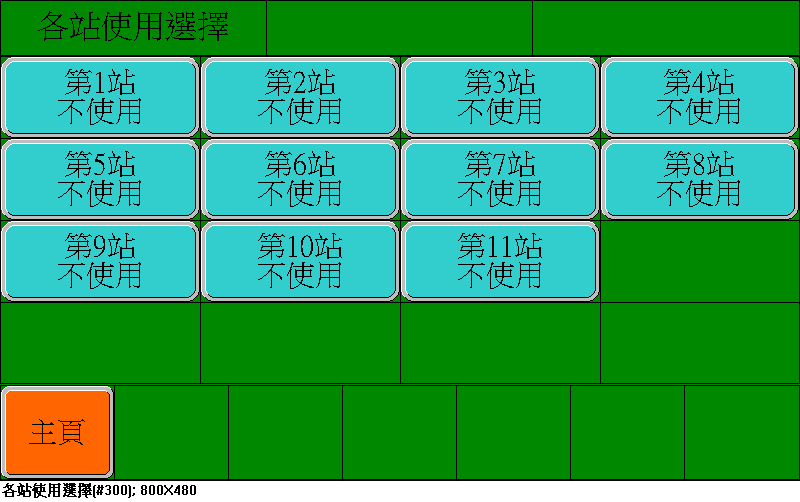 各站使用選擇
第1站
不使用
第2站
不使用
第3站
不使用
第4站
不使用
第5站
不使用
第6站
不使用
第7站
不使用
第8站
不使用
第9站
不使用
第10站
不使用
第11站
不使用
主頁
各站使用選擇(#300); 800X480